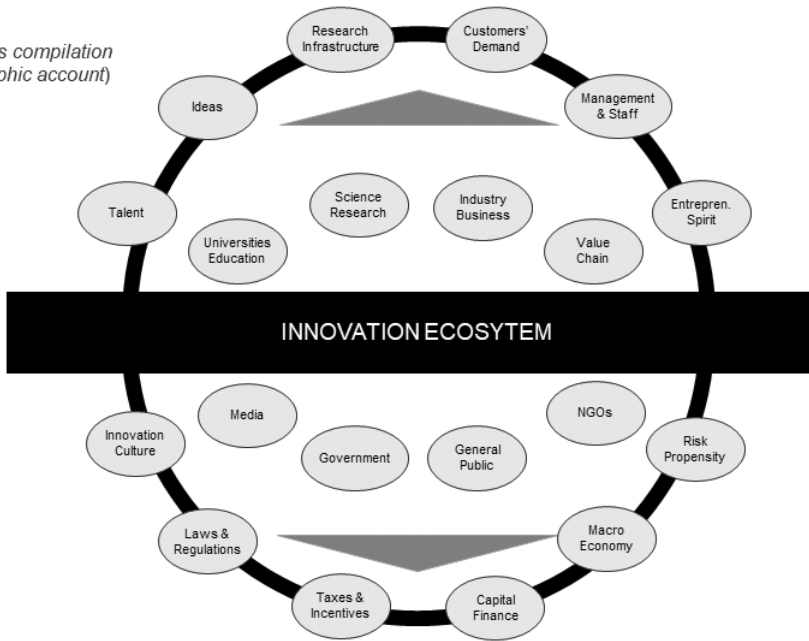 s compilation
phic account)
Research
Infrastructure
Customers'
Demand
Ideas
Management
& Staff
Talent
Science
Research
Industry
Business
Entrepren.
Spirit
Universities
Education
Value
Chain
INNOVATION ECOSYTEM
Media
NGOs
Innovation
Culture
Government
General
Public
Risk
Propensity
Laws &
Regulations
Macro
Economy
Taxes &
Incentives
Capital
Finance